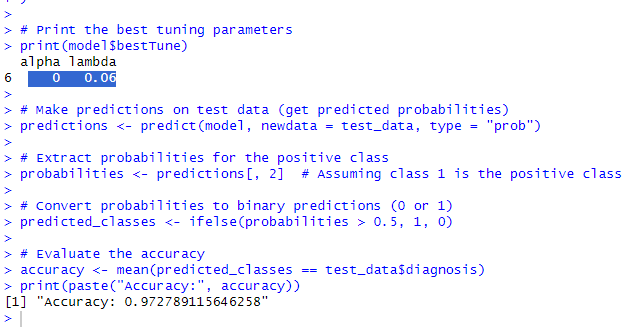 >
> # Print the best tuning parameters
> print(model$bestTune)
  alpha lambda
6     0   0.06
>
> # Make predictions on test data (get predicted probabilities)
> predictions <- predict(model, newdata = test_data, type = "prob")
>
> # Extract probabilities for the positive class
> probabilities <- predictions[, 2]  # Assuming class 1 is the positive class
>
> # Convert probabilities to binary predictions (0 or 1)
> predicted_classes <- ifelse(probabilities > 0.5, 1, 0)
>
> # Evaluate the accuracy
> accuracy <- mean(predicted_classes == test_data$diagnosis)
> print(paste("Accuracy:", accuracy))
[1] "Accuracy: 0.972789115646258"
>